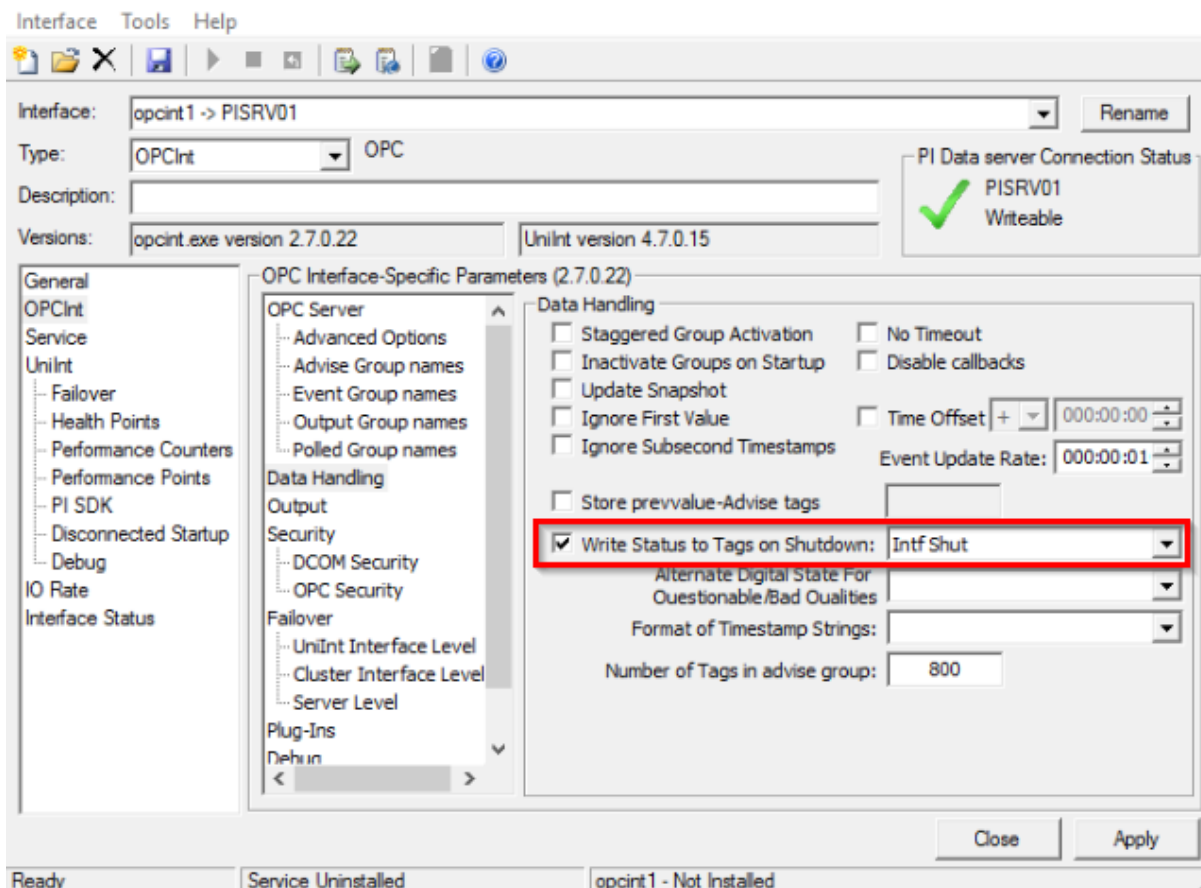 Interface Tools Help
Interface: opcint1 -> PISRV01 Rename
Type: OPCInt OPC
PI Data server Connection Status
PISRV01
Writeable
Description:
Versions: opcint.exe version 2.7.0.22 UniInt version 4.7.0.15
General
OPCInt
Service
UniInt
Failover
Health Points
Performance Counters
Performance Points
PI SDK
Disconnected Startup
Debug
IO Rate
Interface Status
OPC Interface-Specific Parameters (2.7.0.22)
OPC Server
Advanced Options
Advise Group names
Event Group names
Output Group names
Polled Group names
Data Handling
Output
Security
DCOM Security
OPC Security
Failover
UniInt Interface Level
Cluster Interface Level
Server Level
Plug-Ins
Debug
Data Handling
Staggered Group Activation No Timeout
Inactivate Groups on Startup Disable callbacks
Update Snapshot
Ignore First Value Time Offset + 000:00:00
Ignore Subsecond Timestamps
Event Update Rate: 000:00:01
Store prevvalue-Advise tags
Write Status to Tags on Shutdown: Intf Shut
Alternate Digital State For
Questionable/Bad Qualities
Format of Timestamp Strings:
Number of Tags in advise group: 800
Close Apply
Ready Service Uninstalled opcint1 - Not Installed